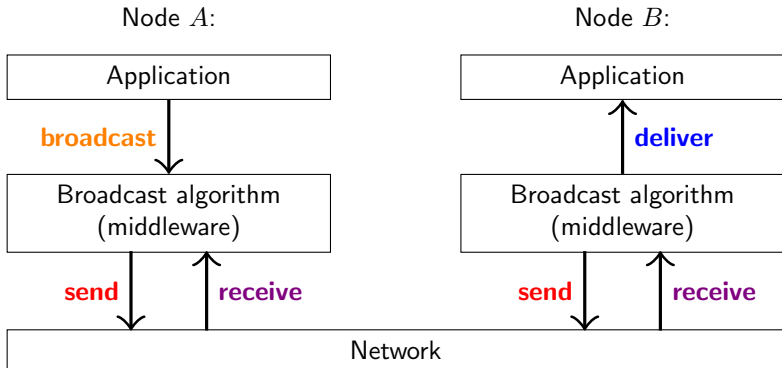 Node A:
Node B:
Application
Application
broadcast
deliver
Broadcast algorithm
(middleware)
Broadcast algorithm
(middleware)
send
receive
send
receive
Network